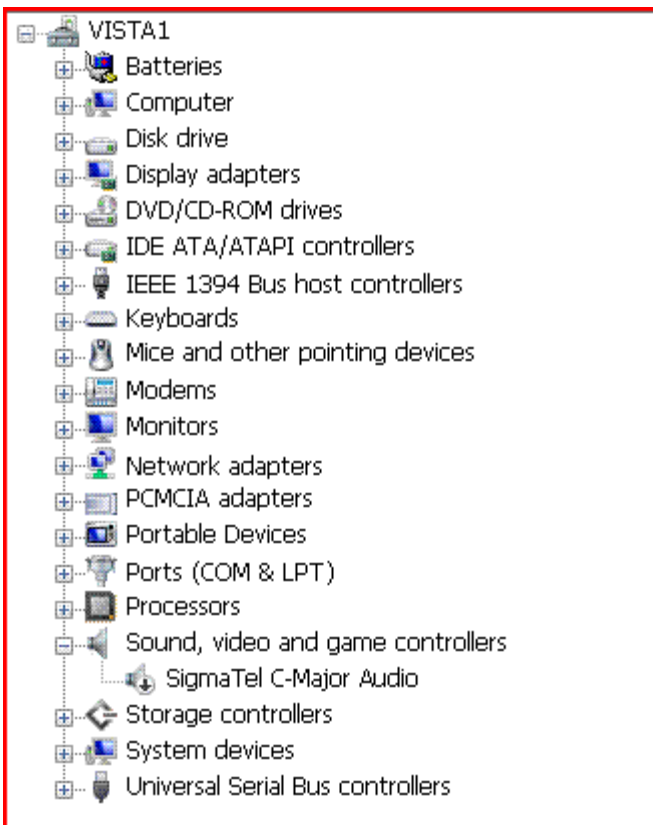 VISTA1
Batteries
Computer
Disk drive
Display adapters
DVD/CD-ROM drives
IDE ATA/ATAPI controllers
IEEE 1394 Bus host controllers
Keyboards
Mice and other pointing devices
Modems
Monitors
Network adapters
PCMCIA adapters
Portable Devices
Ports (COM & LPT)
Processors
Sound, video and game controllers
SigmaTel C-Major Audio
Storage controllers
System devices
Universal Serial Bus controllers